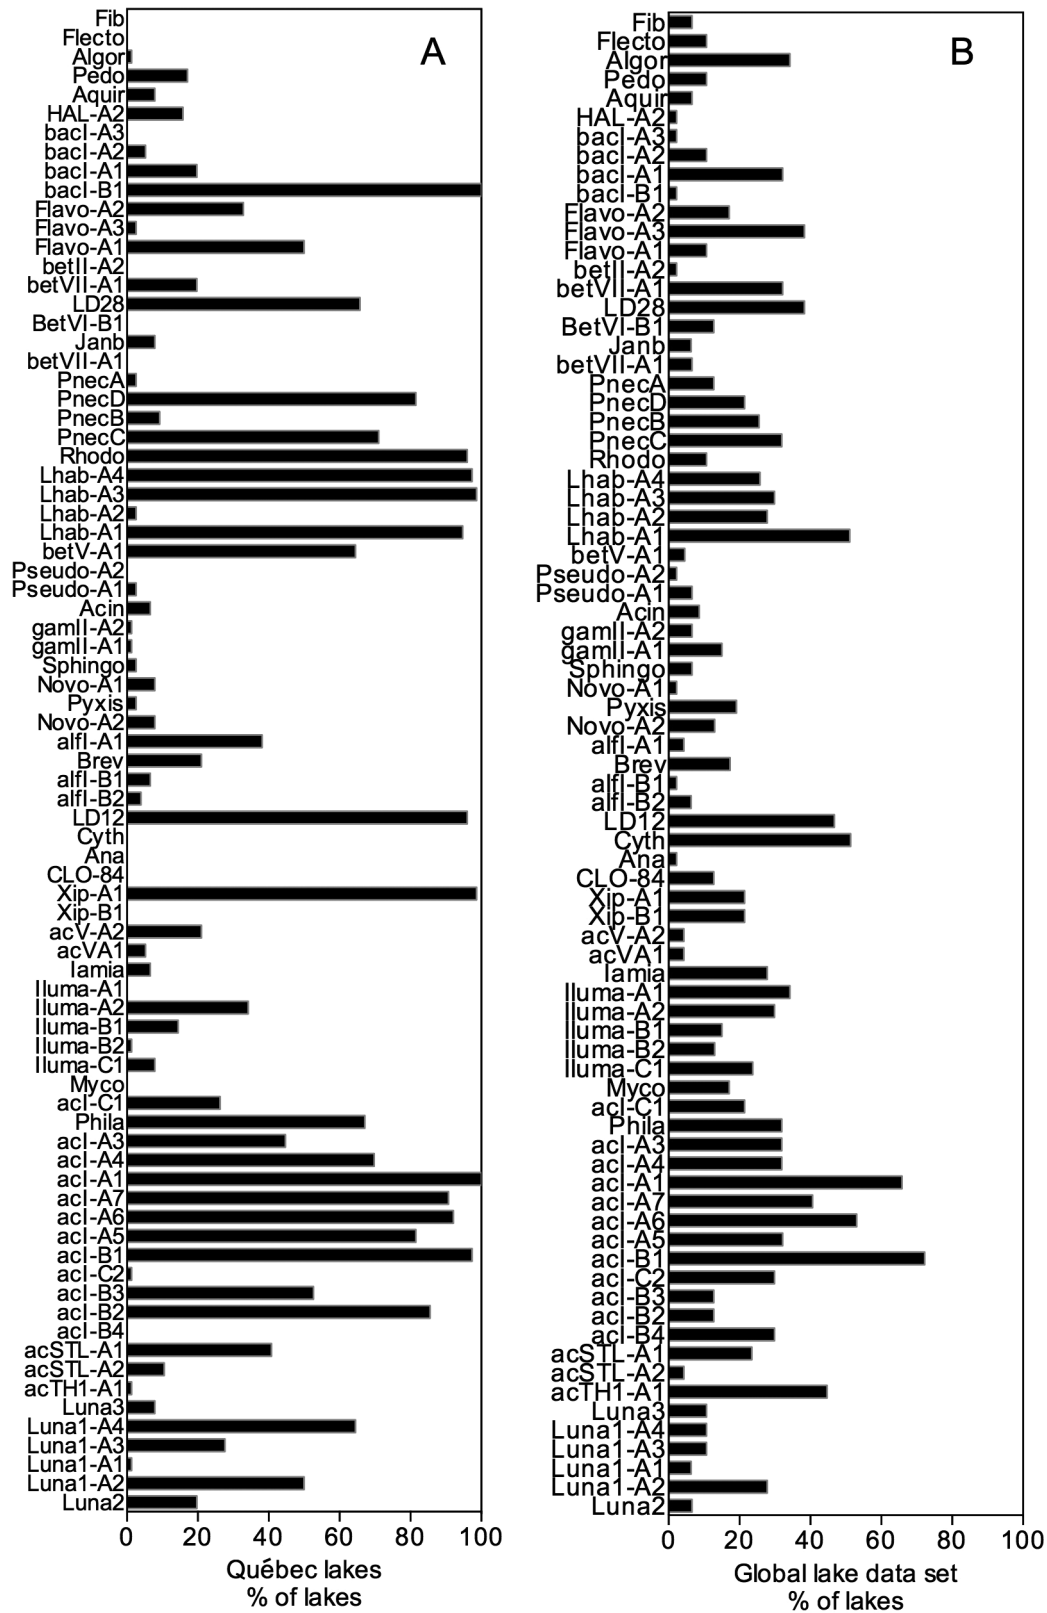 A
Fib
Flecto
Algor
Pedo
Aquir
HAL-A2
bacI-A3
bacI-A2
bacI-A1
bacI-B1
Flavo-A2
Flavo-A3
Flavo-A1
betII-A2
betVII-A1
LD28
BetVI-B1
Janb
betVII-A1
PnecA
PnecD
PnecB
PnecC
Rhodo
Lhab-A4
Lhab-A3
Lhab-A2
Lhab-A1
betV-A1
Pseudo-A2
Pseudo-A1
Acin
gamII-A2
gamII-A1
Sphingo
Novo-A1
Pyxis
Novo-A2
alfI-A1
Brev
alfI-B1
alfI-B2
LD12
Cyth
Ana
CLO-84
Xip-A1
Xip-B1
acV-A2
acVA1
Iamia
Iluma-A1
Iluma-A2
Iluma-B1
Iluma-B2
Iluma-C1
Myco
acI-C1
Phila
acI-A3
acI-A4
acI-A1
acI-A7
acI-A6
acI-A5
acI-B1
acI-C2
acI-B3
acI-B2
acI-B4
acSTL-A1
acSTL-A2
acTH1-A1
Luna3
Luna1-A4
Luna1-A3
Luna1-A1
Luna1-A2
Luna2
0 20 40 60 80 100
Québec lakes
% of lakes
B
Fib
Flecto
Algor
Pedo
Aquir
HAL-A2
bacI-A3
bacI-A2
bacI-A1
bacI-B1
Flavo-A2
Flavo-A3
Flavo-A1
betII-A2
betVII-A1
LD28
BetVI-B1
Janb
betVII-A1
PnecA
PnecD
PnecB
PnecC
Rhodo
Lhab-A4
Lhab-A3
Lhab-A2
Lhab-A1
betV-A1
Pseudo-A2
Pseudo-A1
Acin
gamII-A2
gamII-A1
Sphingo
Novo-A1
Pyxis
Novo-A2
alfI-A1
Brev
alfI-B1
alfI-B2
LD12
Cyth
Ana
CLO-84
Xip-A1
Xip-B1
acV-A2
acVA1
Iamia
Iluma-A1
Iluma-A2
Iluma-B1
Iluma-B2
Iluma-C1
Myco
acI-C1
Phila
acI-A3
acI-A4
acI-A1
acI-A7
acI-A6
acI-A5
acI-B1
acI-C2
acI-B3
acI-B2
acI-B4
acSTL-A1
acSTL-A2
acTH1-A1
Luna3
Luna1-A4
Luna1-A3
Luna1-A1
Luna1-A2
Luna2
0 20 40 60 80 100
Global lake data set
% of lakes